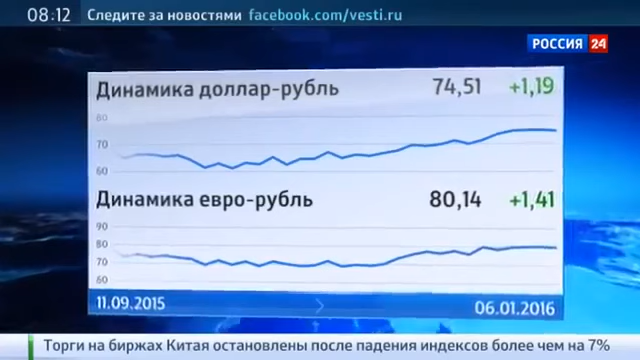 08:12 Следите за новостями facebook.com/vesti.ru
РОССИЯ 24
Динамика доллар-рубль 74,51 +1,19
80
70
60
Динамика евро-рубль 80,14 +1,41
90
80
70
60
11.09.2015 06.01.2016
Торги на биржах Китая остановлены после падения индексов более чем на 7%